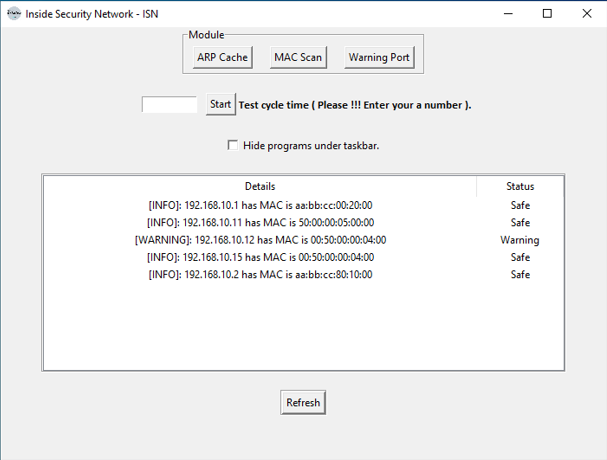 Inside Security Network - ISN
Module
ARP Cache MAC Scan Warning Port
Start Test cycle time ( Please !!! Enter your a number ).
Hide programs under taskbar.
Details Status
[INFO]: 192.168.10.1 has MAC is aa:bb:cc:00:20:00 Safe
[INFO]: 192.168.10.11 has MAC is 50:00:00:05:00:00 Safe
[WARNING]: 192.168.10.12 has MAC is 00:50:00:00:04:00 Warning
[INFO]: 192.168.10.15 has MAC is 00:50:00:00:04:00 Safe
[INFO]: 192.168.10.2 has MAC is aa:bb:cc:80:10:00 Safe
Refresh